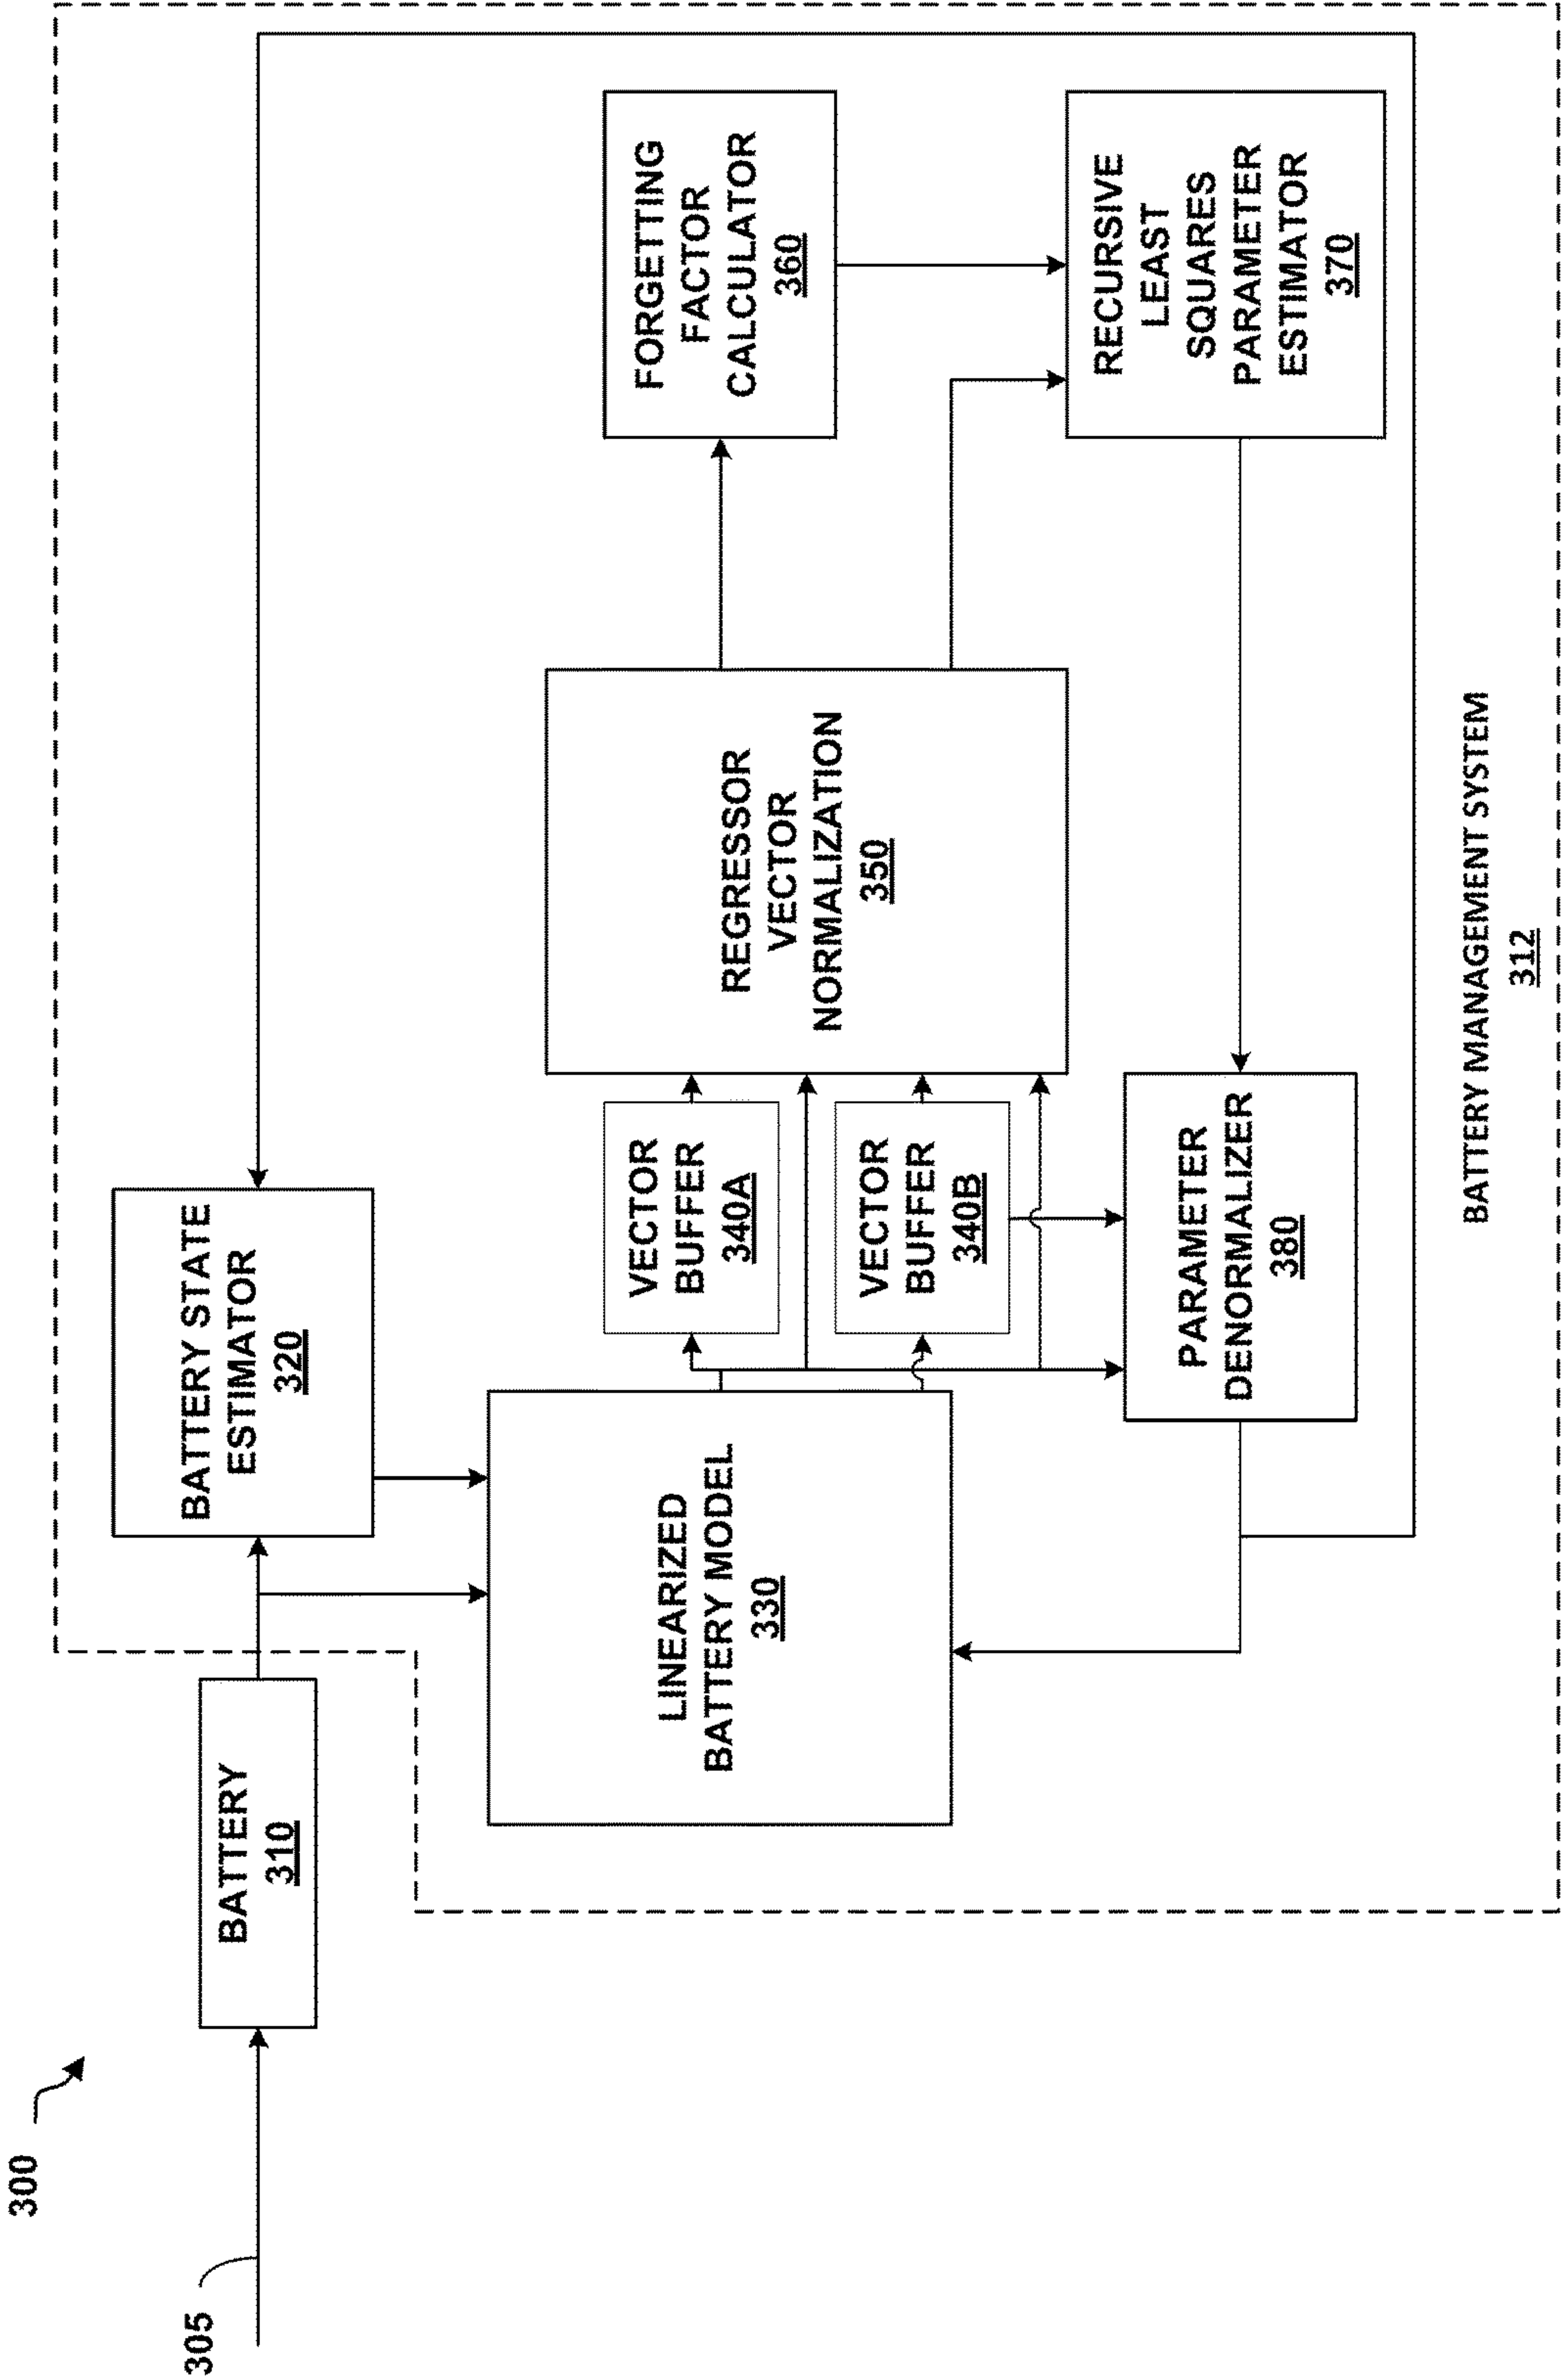 300
305
BATTERY
310
BATTERY STATE
ESTIMATOR
320
LINEARIZED
BATTERY MODEL
330
VECTOR
BUFFER
340A
VECTOR
BUFFER
340B
REGRESSOR
VECTOR
NORMALIZATION
350
FORGETTING
FACTOR
CALCULATOR
360
RECURSIVE
LEAST
SQUARES
PARAMETER
ESTIMATOR
370
PARAMETER
DENORMALIZER
380
BATTERY MANAGEMENT SYSTEM
312